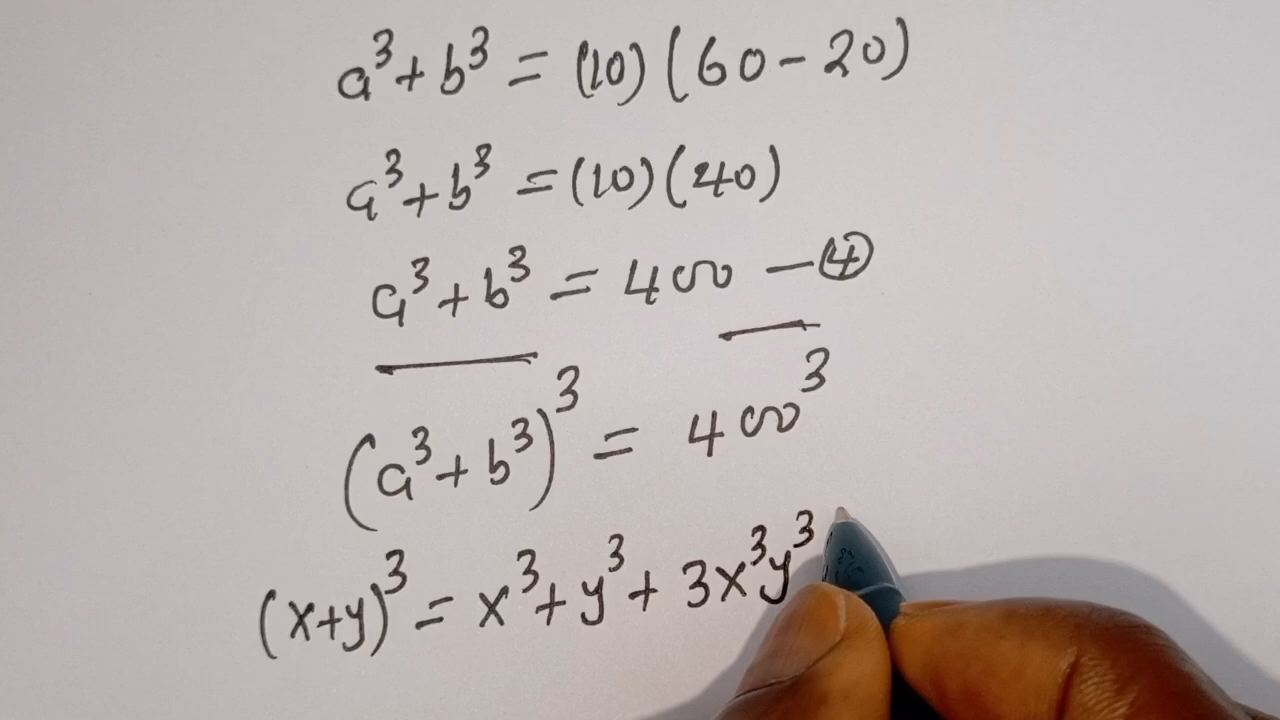 a³+b³ = (10)(60-20)
a³+b³ = (10)(40)
a³+b³ = 400 -④
(a³+b³)³ = 400³
(x+y)³ = x³+y³+3x³y³